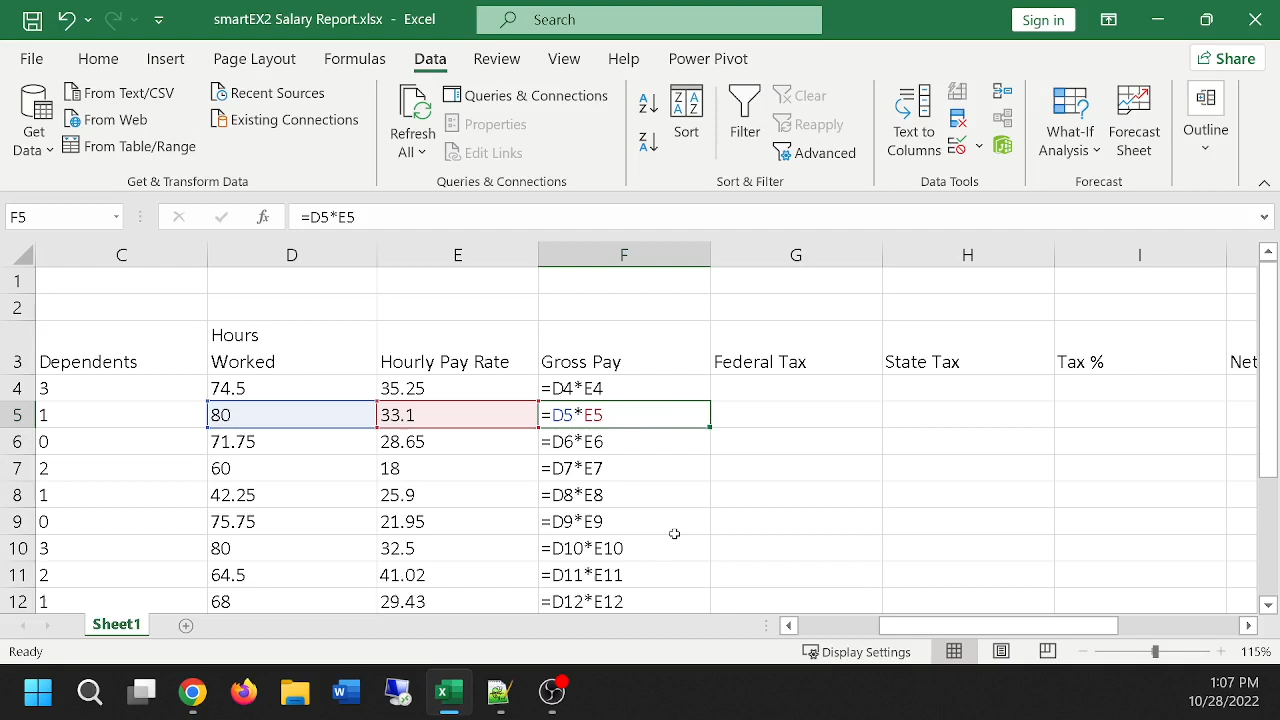 smartEX2 Salary Report.xlsx - Excel
Search
Sign in
File Home Insert Page Layout Formulas Data Review View Help Power Pivot
Share
Get Data
From Text/CSV
From Web
From Table/Range
Recent Sources
Existing Connections
Get & Transform Data
Refresh All
Queries & Connections
Properties
Edit Links
Queries & Connections
Sort
Filter
Clear
Reapply
Advanced
Sort & Filter
Text to Columns
Data Tools
What-If Analysis
Forecast Sheet
Forecast
Outline
F5
fx
=D5*E5
C D E F G H I
1
2
Hours
3 Dependents Worked Hourly Pay Rate Gross Pay Federal Tax State Tax Tax % Net
4 3 74.5 35.25 =D4*E4
5 1 80 33.1 =D5*E5
6 0 71.75 28.65 =D6*E6
7 2 60 18 =D7*E7
8 1 42.25 25.9 =D8*E8
9 0 75.75 21.95 =D9*E9
10 3 80 32.5 =D10*E10
11 2 64.5 41.02 =D11*E11
12 1 68 29.43 =D12*E12
Sheet1
Ready
Display Settings
115%
1:07 PM
10/28/2022